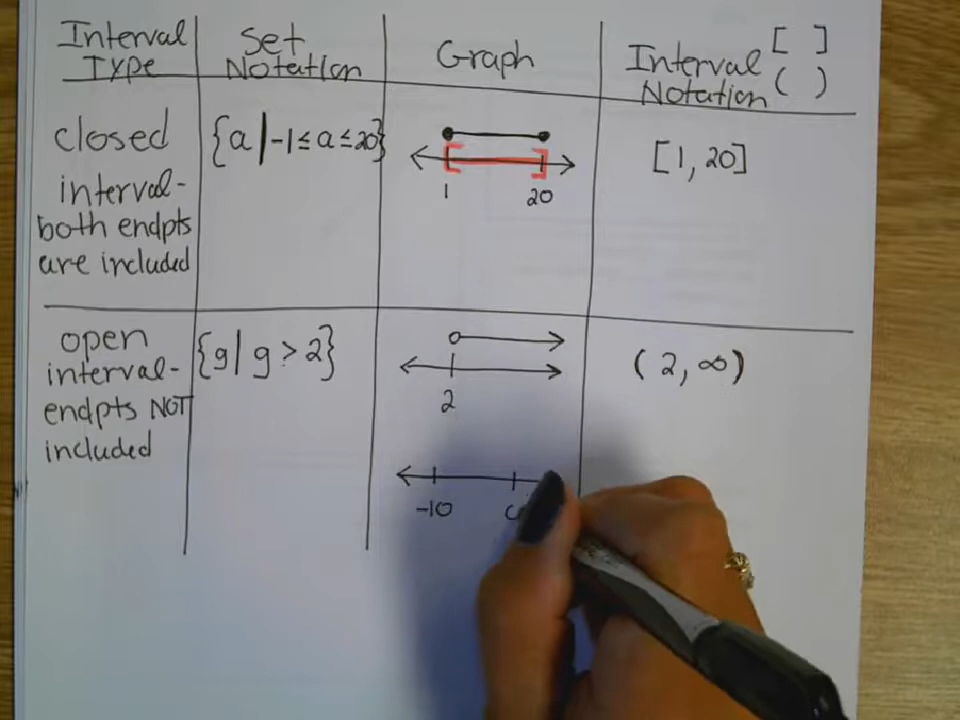 Interval Type
Set Notation
Graph
Interval Notation [ ] ( )
closed interval- both endpts are included
{a | -1 ≤ a ≤ 20}
1 20
[1, 20]
open interval- endpts NOT included
{g | g > 2}
2
(2, ∞)
-10